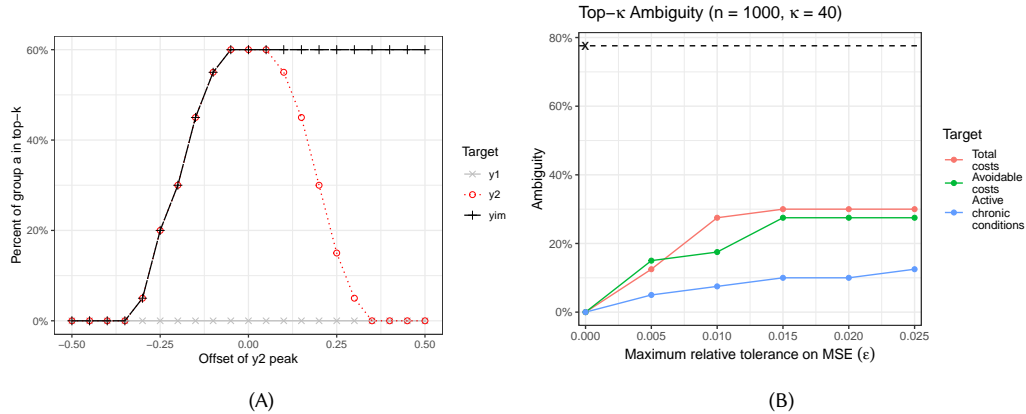 Percent of group a in top−k
60%
40%
20%
0%
−0.50
−0.25
0.00
0.25
0.50
Offset of y2 peak
Target
y1
y2
yim
(A)
Top−κ Ambiguity (n = 1000, κ = 40)
Ambiguity
80%
60%
40%
20%
0%
0.000
0.005
0.010
0.015
0.020
0.025
Maximum relative tolerance on MSE (ε)
Target
Total
costs
Avoidable
costs
Active
chronic
conditions
(B)